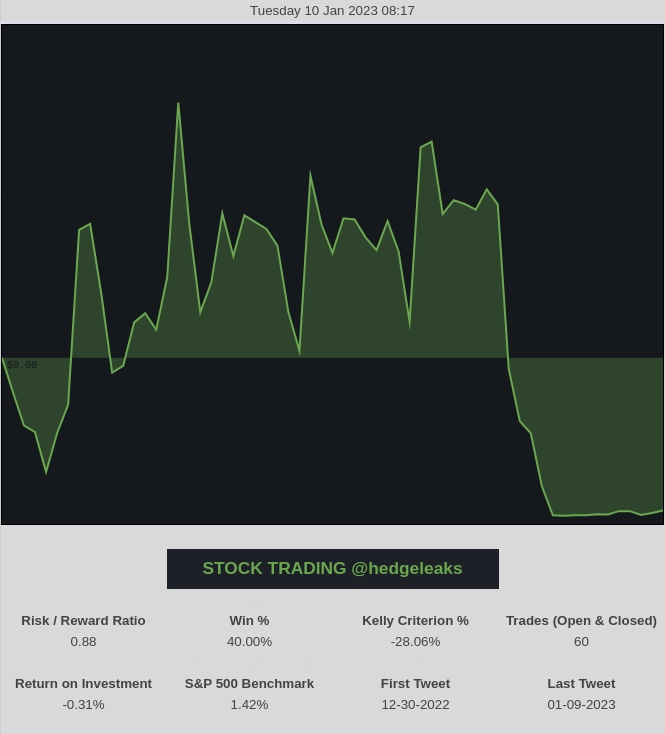 Tuesday 10 Jan 2023 08:17
$0.00
STOCK TRADING @hedgeleaks
Risk / Reward Ratio Win % Kelly Criterion % Trades (Open & Closed)
0.88 40.00% -28.06% 60
Return on Investment S&P 500 Benchmark First Tweet Last Tweet
-0.31% 1.42% 12-30-2022 01-09-2023